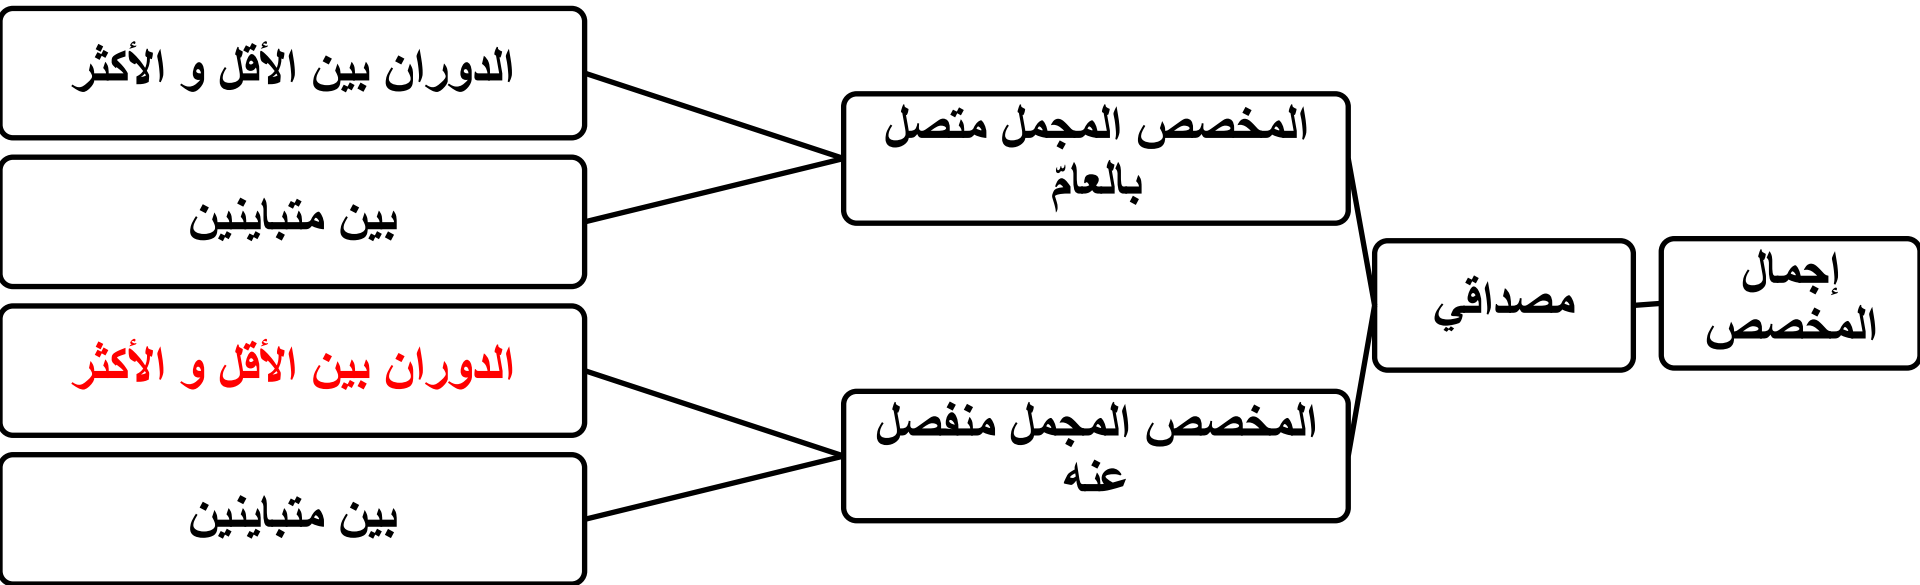 إجمال
المخصص
مصداقي
المخصص المجمل متصل
بالعامّ
الدوران بين الأقل و الأكثر
بين متباينين
المخصص المجمل منفصل
عنه
الدوران بين الأقل و الأكثر
بين متباينين